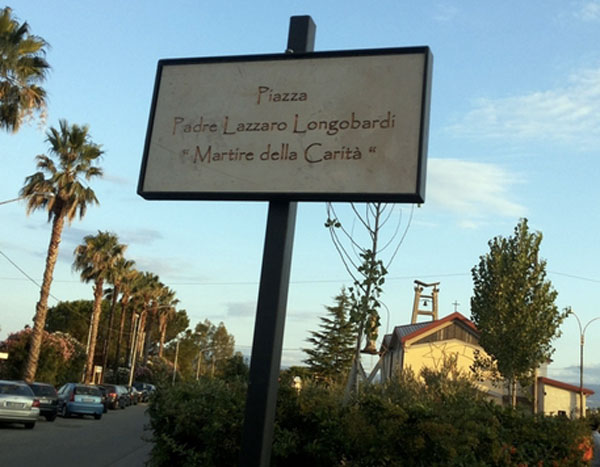 Piazza
Padre Lazzaro Longobardi
“ Martire della Carità “